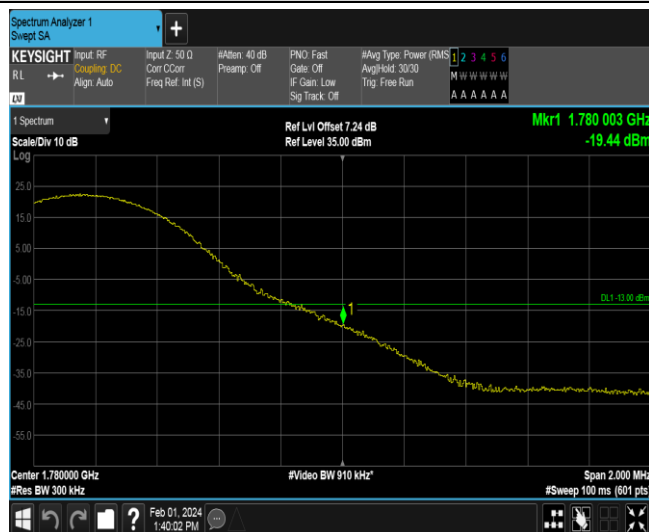 Spectrum Analyzer 1
Swept SA
+
KEYSIGHT Input: RF Input Z: 50 Ω #Atten: 40 dB PNO: Fast #Avg Type: Power (RMS 1 2 3 4 5 6
RL Coupling: DC Corr CCorr Preamp: Off Gate: Off Avg|Hold: 30/30 M W W W W W
Align: Auto Freq Ref: Int (S) IF Gain: Low Trig: Free Run
Sig Track: Off A A A A A A
LXI
1 Spectrum Ref Lvl Offset 7.24 dB Mkr1 1.780 003 GHz
Scale/Div 10 dB Ref Level 35.00 dBm -19.44 dBm
Log
25.0
15.0
5.00
-5.00
DL1 -13.00 dBm
1
-15.0
-25.0
-35.0
-45.0
-55.0
Center 1.780000 GHz #Video BW 910 kHz* Span 2.000 MHz
#Res BW 300 kHz #Sweep 100 ms (601 pts)
? Feb 01, 2024
1:40:02 PM